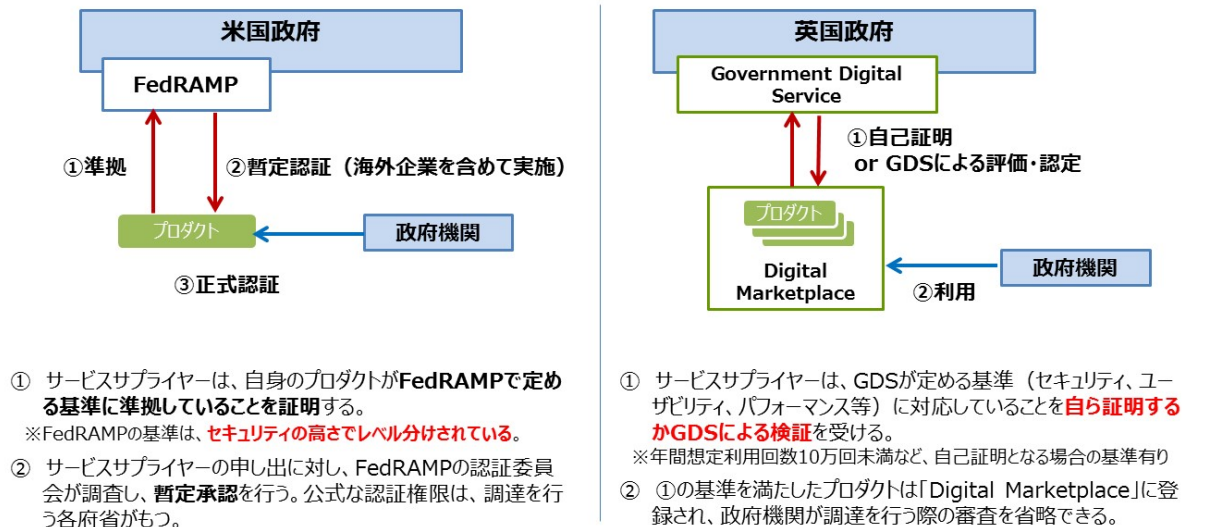 米国政府
FedRAMP
①準拠
②暫定認証（海外企業を含めて実施）
プロダクト
政府機関
③正式認証
① サービスサプライヤーは、自身のプロダクトがFedRAMPで定め
る基準に準拠していることを証明する。
※FedRAMPの基準は、セキュリティの高さでレベル分けされている。
② サービスサプライヤーの申し出に対し、FedRAMPの認証委員
会が調査し、暫定承認を行う。公式な認証権限は、調達を行
う各府省がもつ。
英国政府
Government Digital
Service
①自己証明
or GDSによる評価・認定
プロダクト
Digital
Marketplace
政府機関
②利用
① サービスサプライヤーは、GDSが定める基準（セキュリティ、ユー
ザビリティ、パフォーマンス等）に対応していることを自ら証明する
かGDSによる検証を受ける。
※年間想定利用回数10万回未満など、自己証明となる場合の基準有り
② ①の基準を満たしたプロダクトは「Digital Marketplace」に登
録され、政府機関が調達を行う際の審査を省略できる。